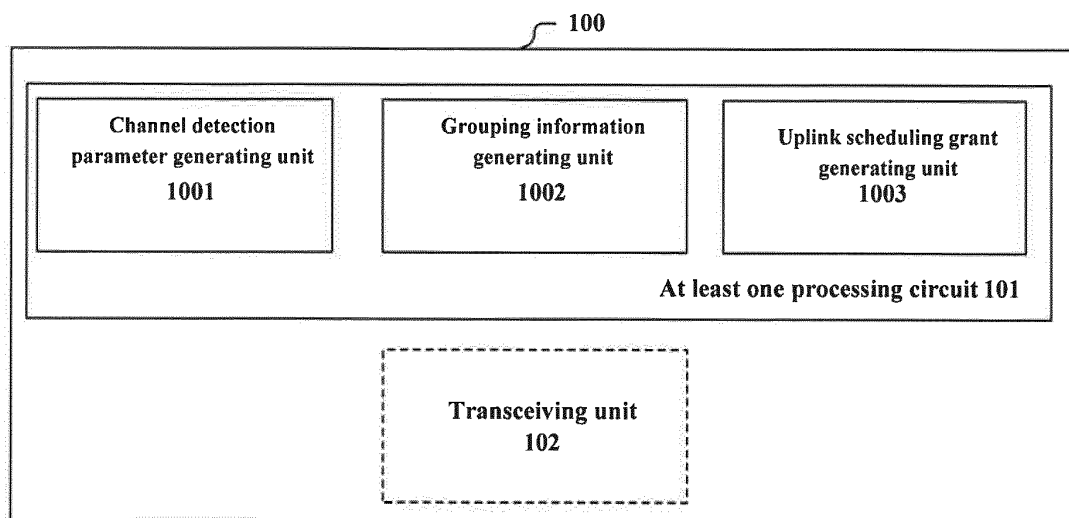 100
Channel detection
parameter generating unit
1001
Grouping information
generating unit
1002
Uplink scheduling grant
generating unit
1003
At least one processing circuit 101
Transceiving unit
102